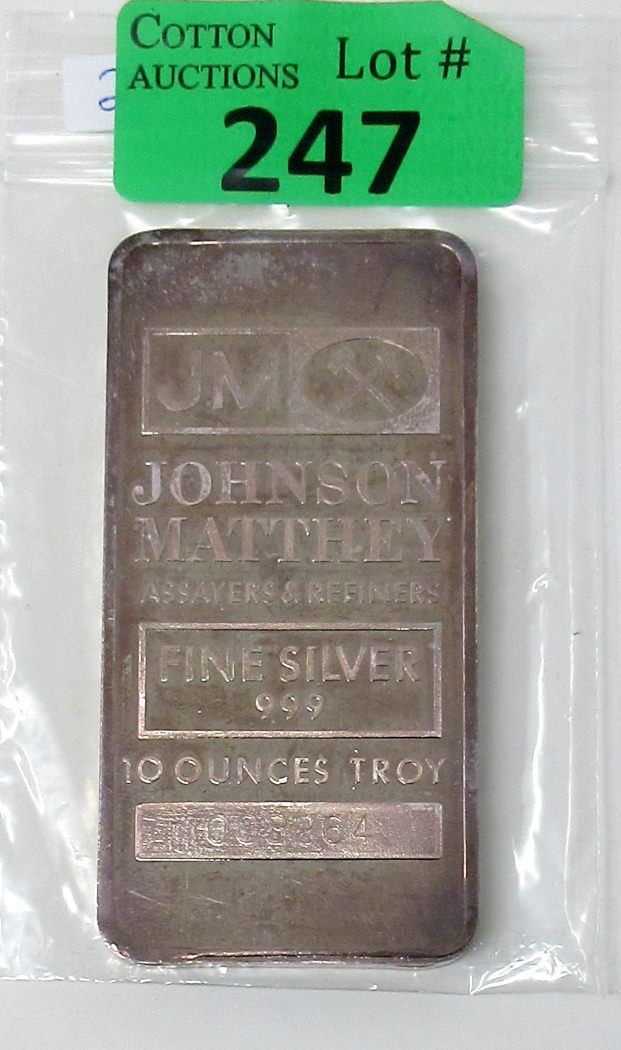 COTTON
AUCTIONS
Lot #
247
JM
JOHNSON
MATTHEY
ASSAYERS & REFINERS
FINE SILVER
999
10 OUNCES TROY